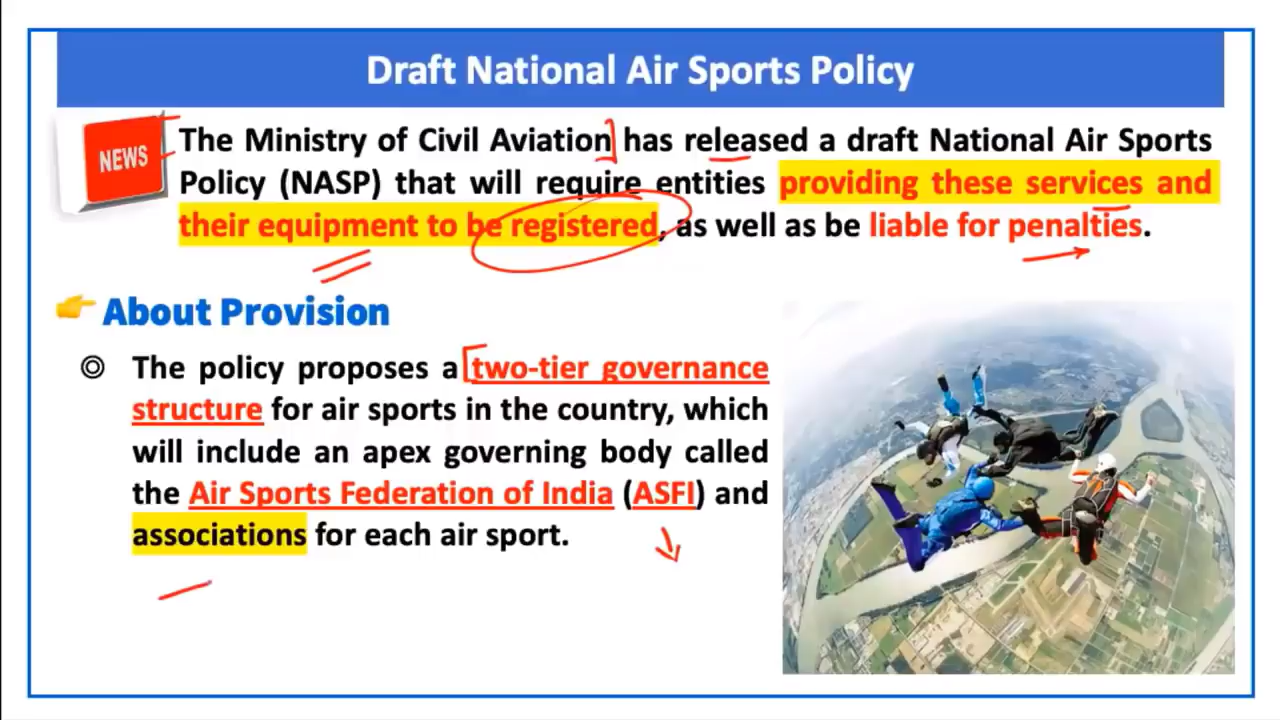 Draft National Air Sports Policy
NEWS
The Ministry of Civil Aviation has released a draft National Air Sports
Policy (NASP) that will require entities providing these services and
their equipment to be registered, as well as be liable for penalties.
About Provision
The policy proposes a two-tier governance
structure for air sports in the country, which
will include an apex governing body called
the Air Sports Federation of India (ASFI) and
associations for each air sport.